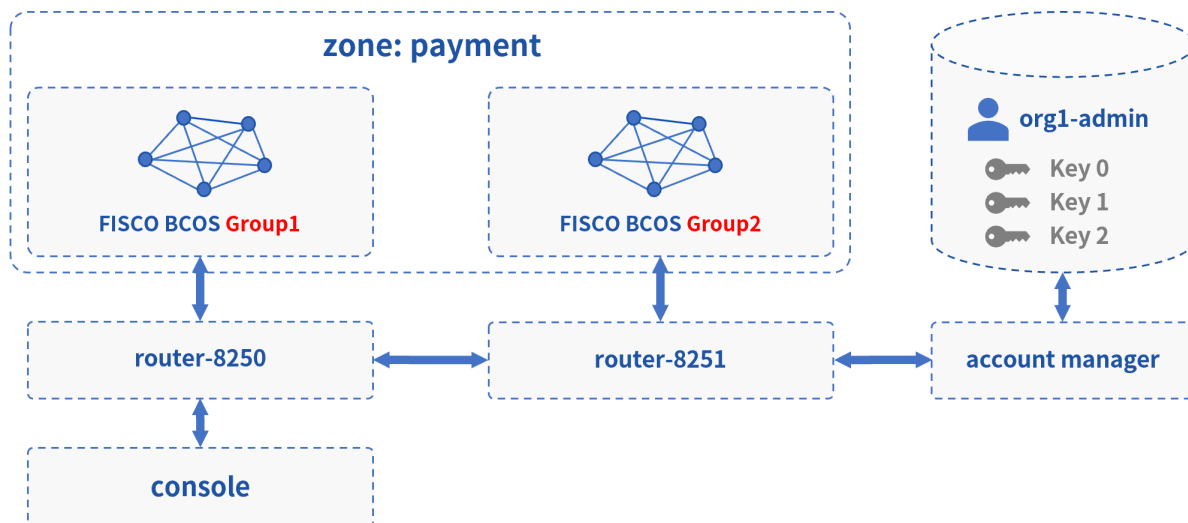 zone: payment
FISCO BCOS Group1
FISCO BCOS Group2
org1-admin
Key 0
Key 1
Key 2
router-8250
router-8251
account manager
console